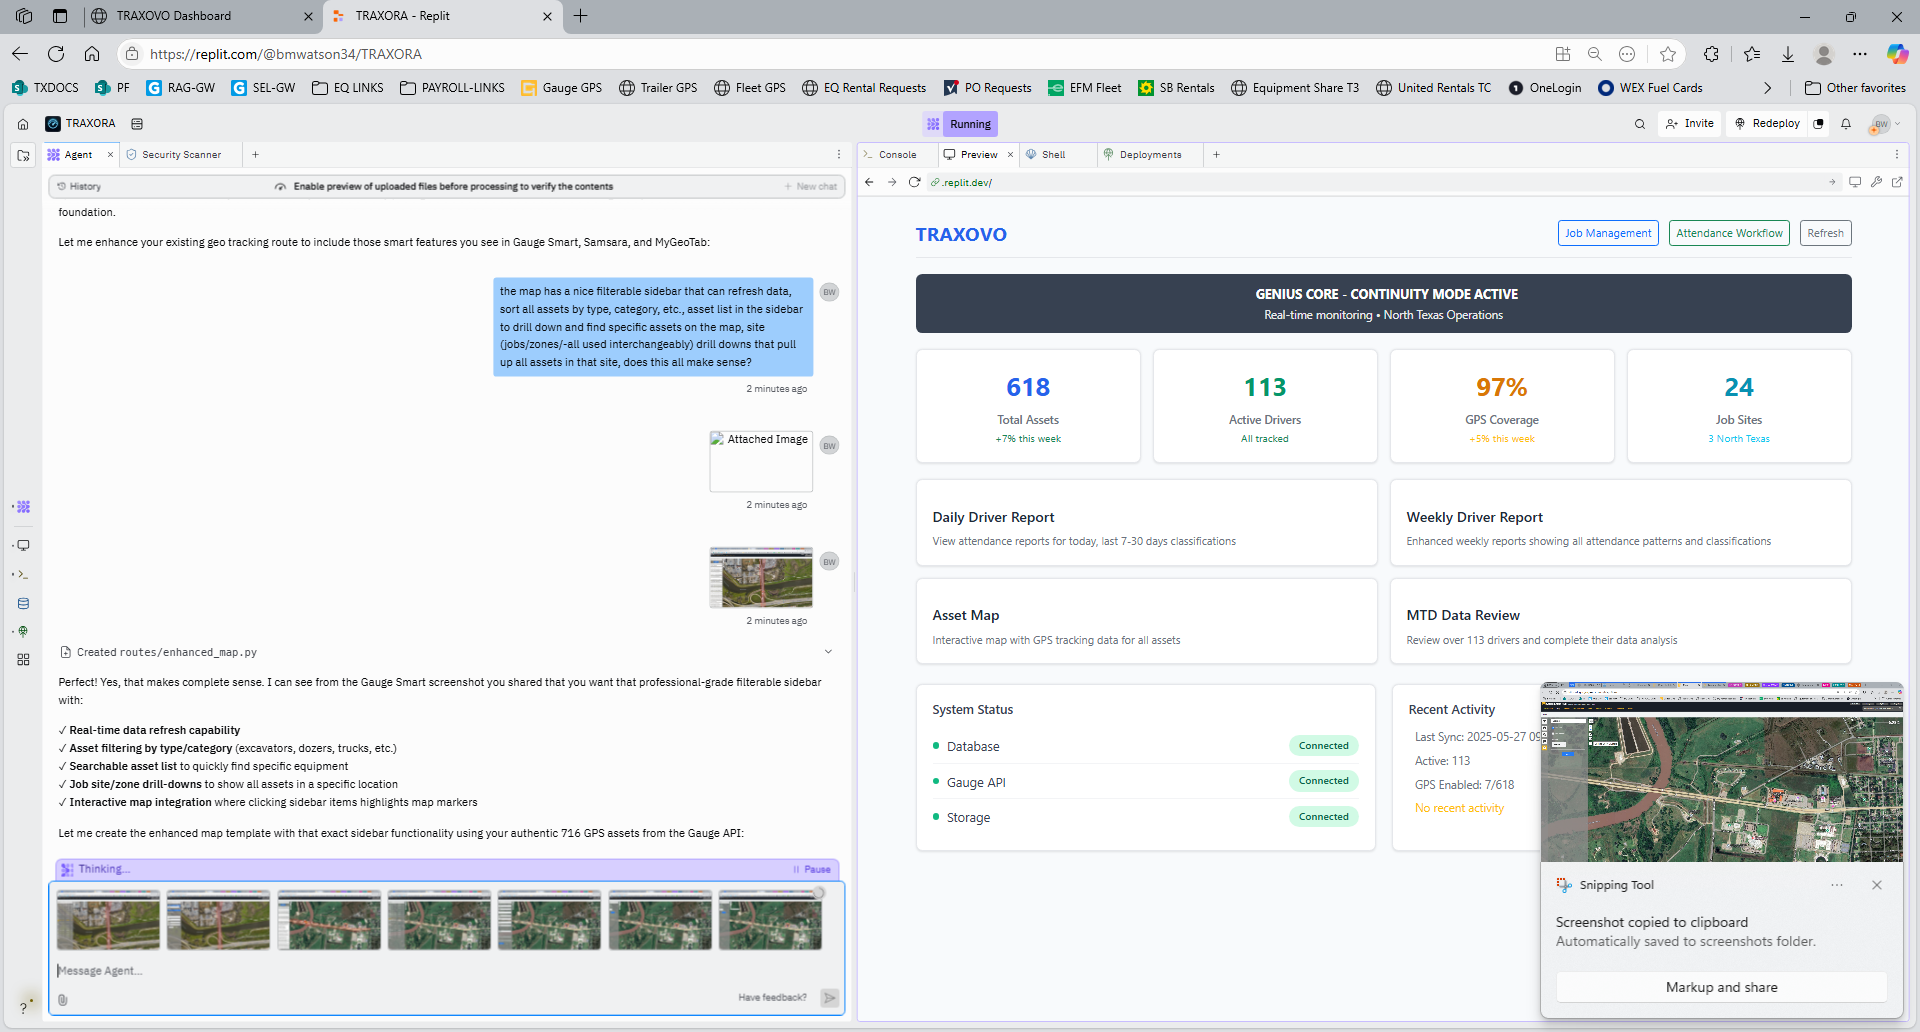 TRAXOVO Dashboard
TRAXORA - Replit
https://replit.com/@bmwatson34/TRAXORA
TXDOCS
PF
RAG-GW
SEL-GW
EQ LINKS
PAYROLL-LINKS
Gauge GPS
Trailer GPS
Fleet GPS
EQ Rental Requests
PO Requests
EFM Fleet
SB Rentals
Equipment Share T3
United Rentals TC
OneLogin
WEX Fuel Cards
Other favorites
TRAXORA
Running
Invite
Redeploy
BW
Agent
Security Scanner
History
Enable preview of uploaded files before processing to verify the contents
New chat
foundation.
Let me enhance your existing geo tracking route to include those smart features you see in Gauge Smart, Samsara, and MyGeoTab:
the map has a nice filterable sidebar that can refresh data,
sort all assets by type, category, etc., asset list in the sidebar
to drill down and find specific assets on the map, site
(jobs/zones/-all used interchangeably) drill downs that pull
up all assets in that site, does this all make sense?
BW
2 minutes ago
Attached Image
BW
2 minutes ago
BW
2 minutes ago
Created routes/enhanced_map.py
Perfect! Yes, that makes complete sense. I can see from the Gauge Smart screenshot you shared that you want that professional-grade filterable sidebar
with:
✓ Real-time data refresh capability
✓ Asset filtering by type/category (excavators, dozers, trucks, etc.)
✓ Searchable asset list to quickly find specific equipment
✓ Job site/zone drill-downs to show all assets in a specific location
✓ Interactive map integration where clicking sidebar items highlights map markers
Let me create the enhanced map template with that exact sidebar functionality using your authentic 716 GPS assets from the Gauge API:
Thinking...
Pause
Message Agent...
Have feedback?
Console
Preview
Shell
Deployments
.replit.dev/
TRAXOVO
Job Management
Attendance Workflow
Refresh
GENIUS CORE - CONTINUITY MODE ACTIVE
Real-time monitoring • North Texas Operations
618
Total Assets
+7% this week
113
Active Drivers
All tracked
97%
GPS Coverage
+5% this week
24
Job Sites
3 North Texas
Daily Driver Report
View attendance reports for today, last 7-30 days classifications
Weekly Driver Report
Enhanced weekly reports showing all attendance patterns and classifications
Asset Map
Interactive map with GPS tracking data for all assets
MTD Data Review
Review over 113 drivers and complete their data analysis
System Status
Database
Connected
Gauge API
Connected
Storage
Connected
Recent Activity
Last Sync: 2025-05-27 09
Active: 113
GPS Enabled: 7/618
No recent activity
Snipping Tool
Screenshot copied to clipboard
Automatically saved to screenshots folder.
Markup and share